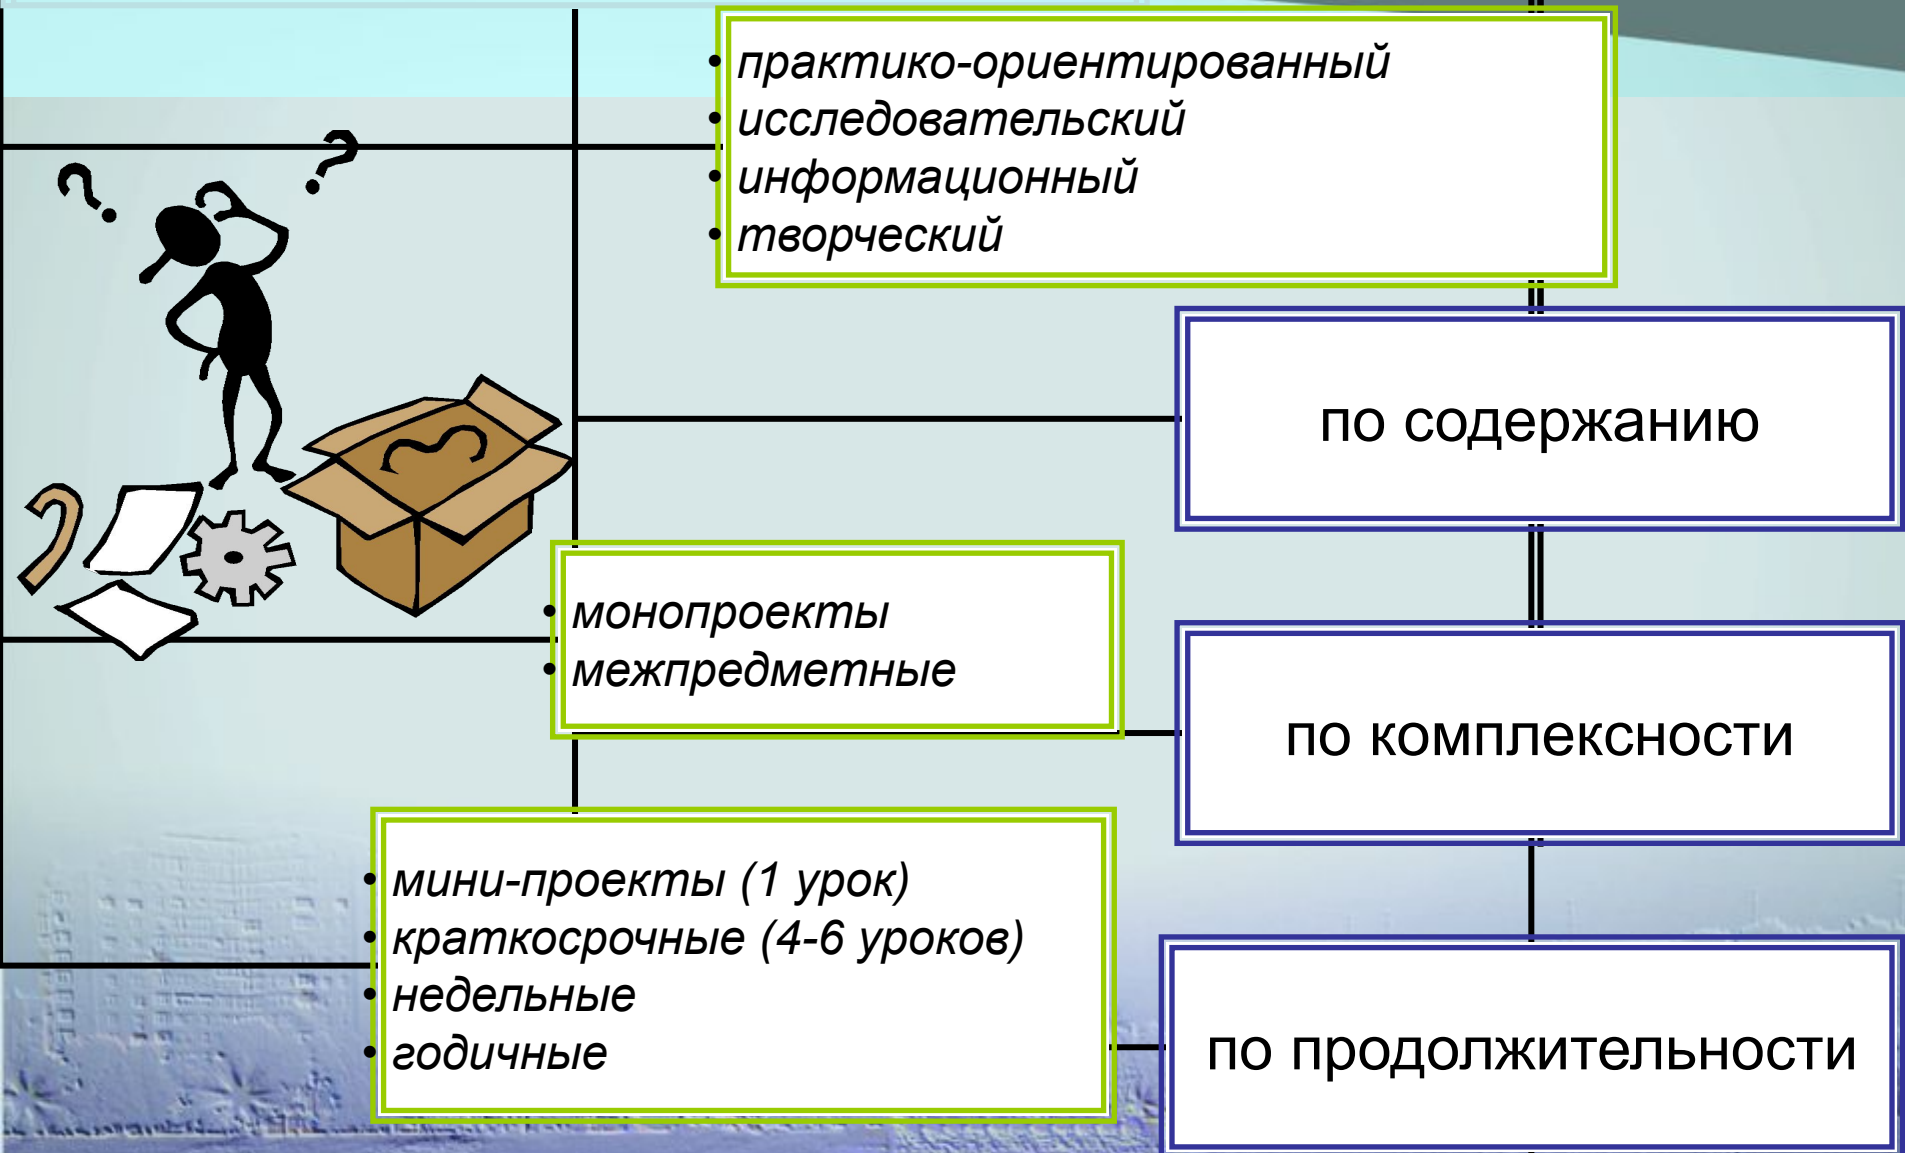 • практико-ориентированный
• исследовательский
• информационный
• творческий
по содержанию
• монопроекты
• межпредметные
по комплексности
• мини-проекты (1 урок)
• краткосрочные (4-6 уроков)
• недельные
• годичные
по продолжительности